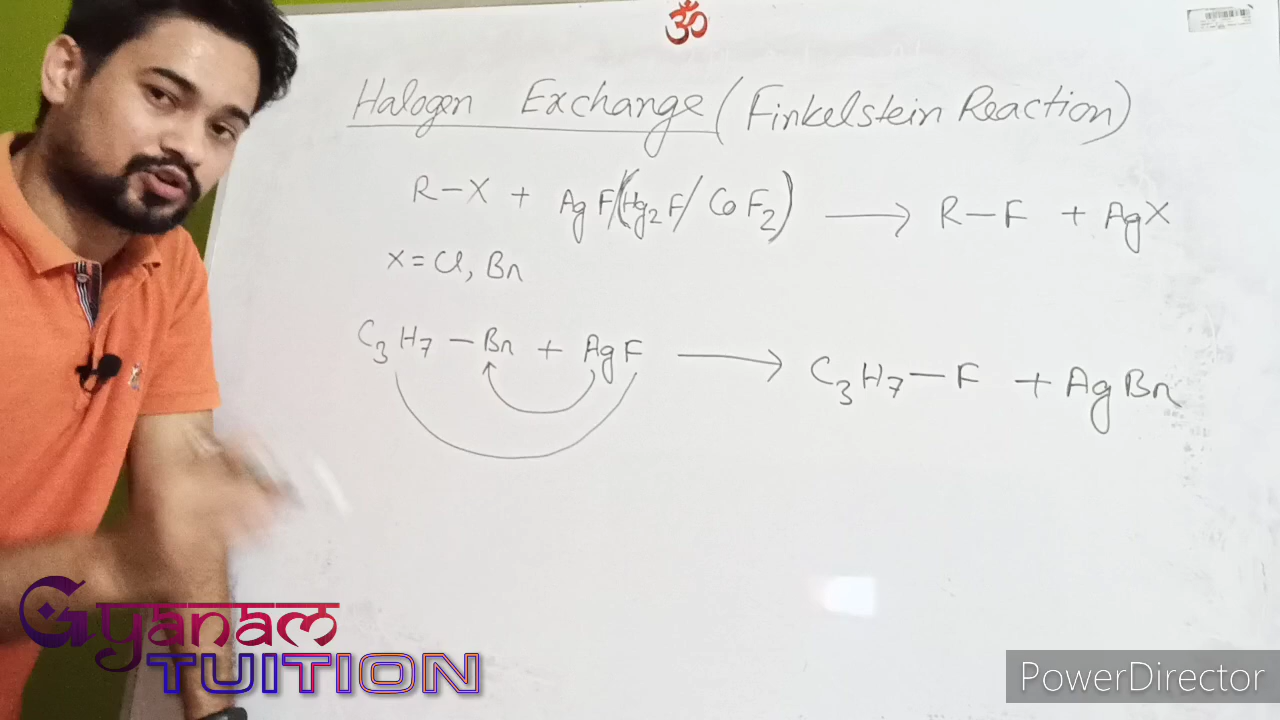 ॐ
Halogen Exchange (Finkelstein Reaction)
R-X + AgF/(Hg₂F/CoF₂) ⟶ R-F + AgX
X=Cl, Br
C₃H₇-Br + AgF ⟶ C₃H₇-F + AgBr
Gyanam
TUITION
PowerDirector